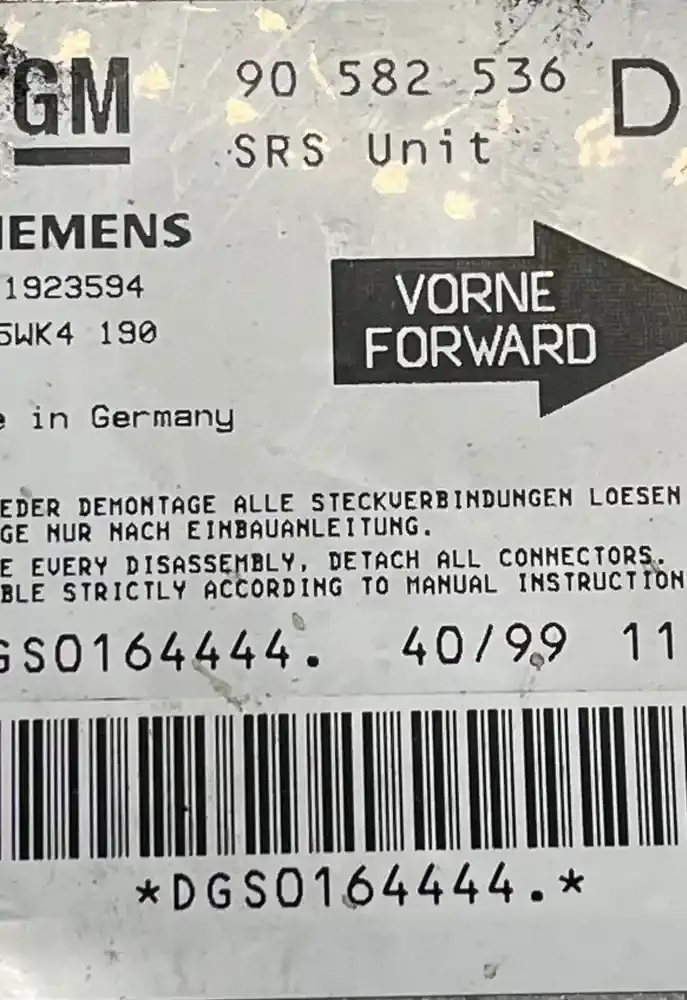 GM 90 582 536 D
SRS Unit
IEMENS
1923594
5WK4 190
VORNE
FORWARD
e in Germany
EDER DEMONTAGE ALLE STECKVERBINDUNGEN LOESEN
GE NUR NACH EINBAUANLEITUNG.
E EVERY DISASSEMBLY, DETACH ALL CONNECTORS.
BLE STRICTLY ACCORDING TO MANUAL INSTRUCTION
GS0164444. 40/99 11
*DGS0164444.*